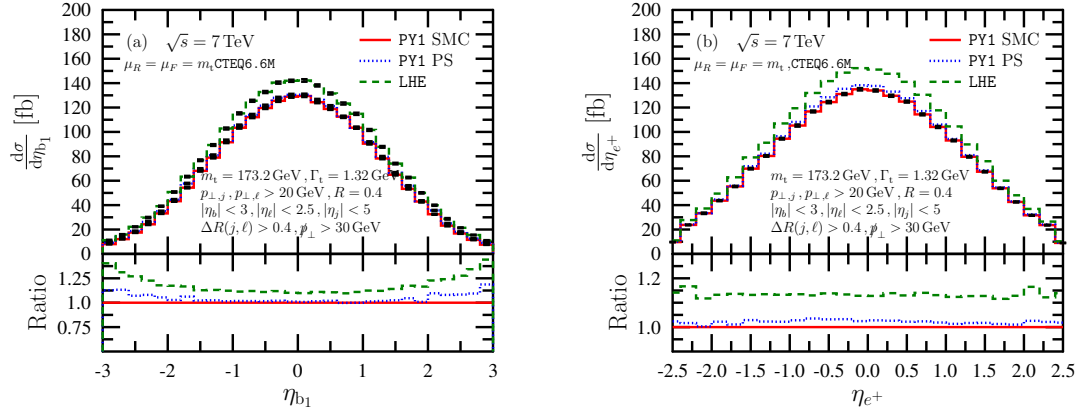 (a) √s = 7 TeV
μR = μF = mt CTEQ6.6M
PY1 SMC
PY1 PS
LHE
dσ/dηb1 [fb]
180
160
140
120
100
80
60
40
20
0
mt = 173.2 GeV , Γt = 1.32 GeV
p⊥,j , p⊥,ℓ > 20 GeV , R = 0.4
|ηb| < 3 , |ηℓ| < 2.5 , |ηj| < 5
ΔR(j, ℓ) > 0.4 , p̸⊥ > 30 GeV
Ratio
1.25
1.0
0.75
-3 -2 -1 0 1 2 3
ηb1
(b) √s = 7 TeV
μR = μF = mt , CTEQ6.6M
PY1 SMC
PY1 PS
LHE
dσ/dηe+ [fb]
180
160
140
120
100
80
60
40
20
0
mt = 173.2 GeV , Γt = 1.32 GeV
p⊥,j , p⊥,ℓ > 20 GeV , R = 0.4
|ηb| < 3 , |ηℓ| < 2.5 , |ηj| < 5
ΔR(j, ℓ) > 0.4 , p̸⊥ > 30 GeV
Ratio
1.2
1.0
-2.5 -2.0 -1.5 -1.0 -0.5 0.0 0.5 1.0 1.5 2.0 2.5
ηe+